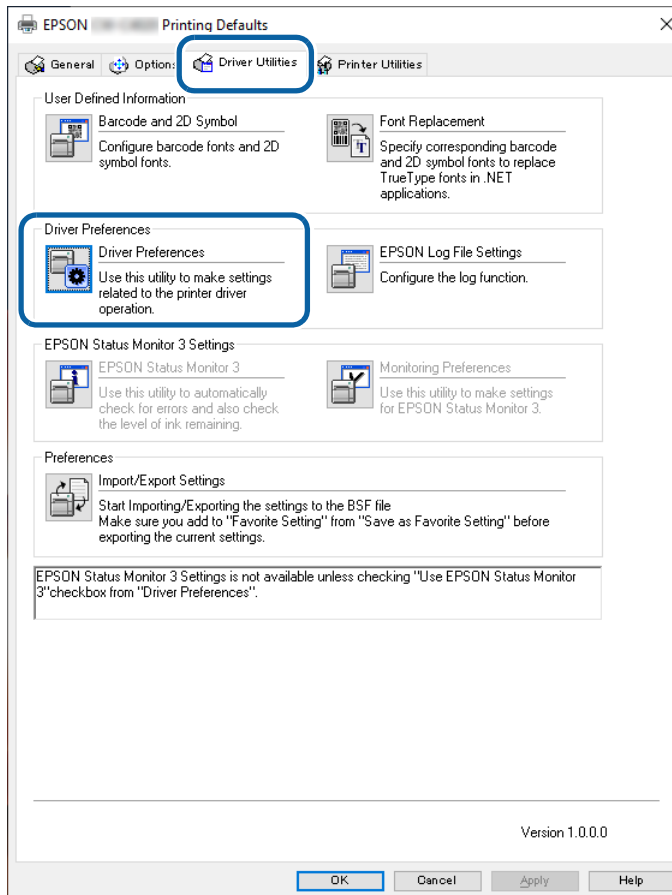 EPSON Printing Defaults
General Options Driver Utilities Printer Utilities
User Defined Information
Barcode and 2D Symbol
Configure barcode fonts and 2D
symbol fonts.
Font Replacement
Specify corresponding barcode
and 2D symbol fonts to replace
TrueType fonts in .NET
applications.
Driver Preferences
Driver Preferences
Use this utility to make settings
related to the printer driver
operation.
EPSON Log File Settings
Configure the log function.
EPSON Status Monitor 3 Settings
EPSON Status Monitor 3
Use this utility to automatically
check for errors and also check
the level of ink remaining.
Monitoring Preferences
Use this utility to make settings
for EPSON Status Monitor 3.
Preferences
Import/Export Settings
Start Importing/Exporting the settings to the BSF file
Make sure you add to "Favorite Setting" from "Save as Favorite Setting" before
exporting the current settings.
EPSON Status Monitor 3 Settings is not available unless checking "Use EPSON Status Monitor
3"checkbox from "Driver Preferences".
Version 1.0.0.0
OK Cancel Apply Help